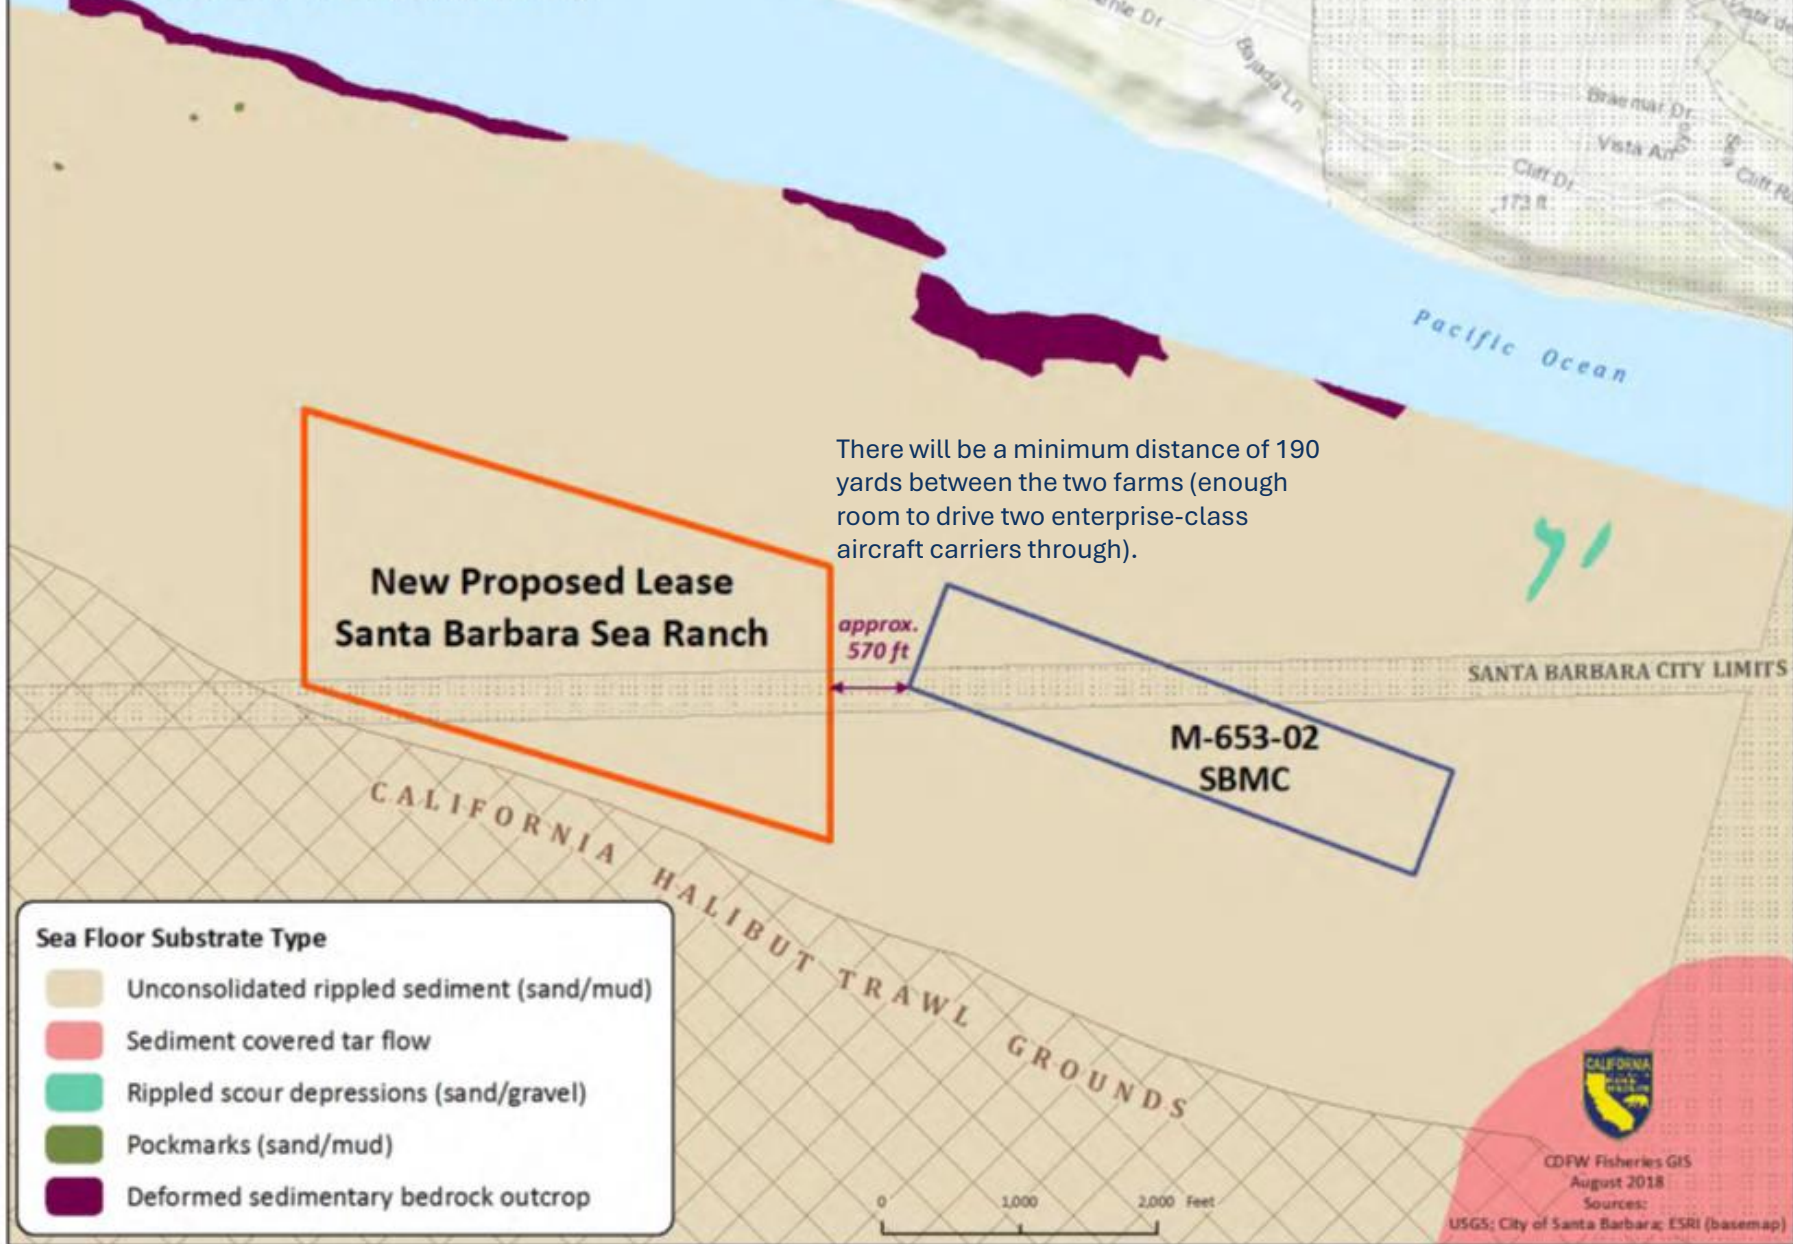 Bajada Ln
Braemar Dr
Vista Arr
Cliff Dr
173 ft
Pacific Ocean
There will be a minimum distance of 190
yards between the two farms (enough
room to drive two enterprise-class
aircraft carriers through).
New Proposed Lease
Santa Barbara Sea Ranch
approx.
570 ft
SANTA BARBARA CITY LIMITS
M-653-02
SBMC
CALIFORNIA HALIBUT TRAWL GROUNDS
Sea Floor Substrate Type
Unconsolidated rippled sediment (sand/mud)
Sediment covered tar flow
Rippled scour depressions (sand/gravel)
Pockmarks (sand/mud)
Deformed sedimentary bedrock outcrop
0 1,000 2,000 Feet
CALIFORNIA
CDFW Fisheries GIS
August 2018
Sources:
USGS; City of Santa Barbara; ESRI (basemap)